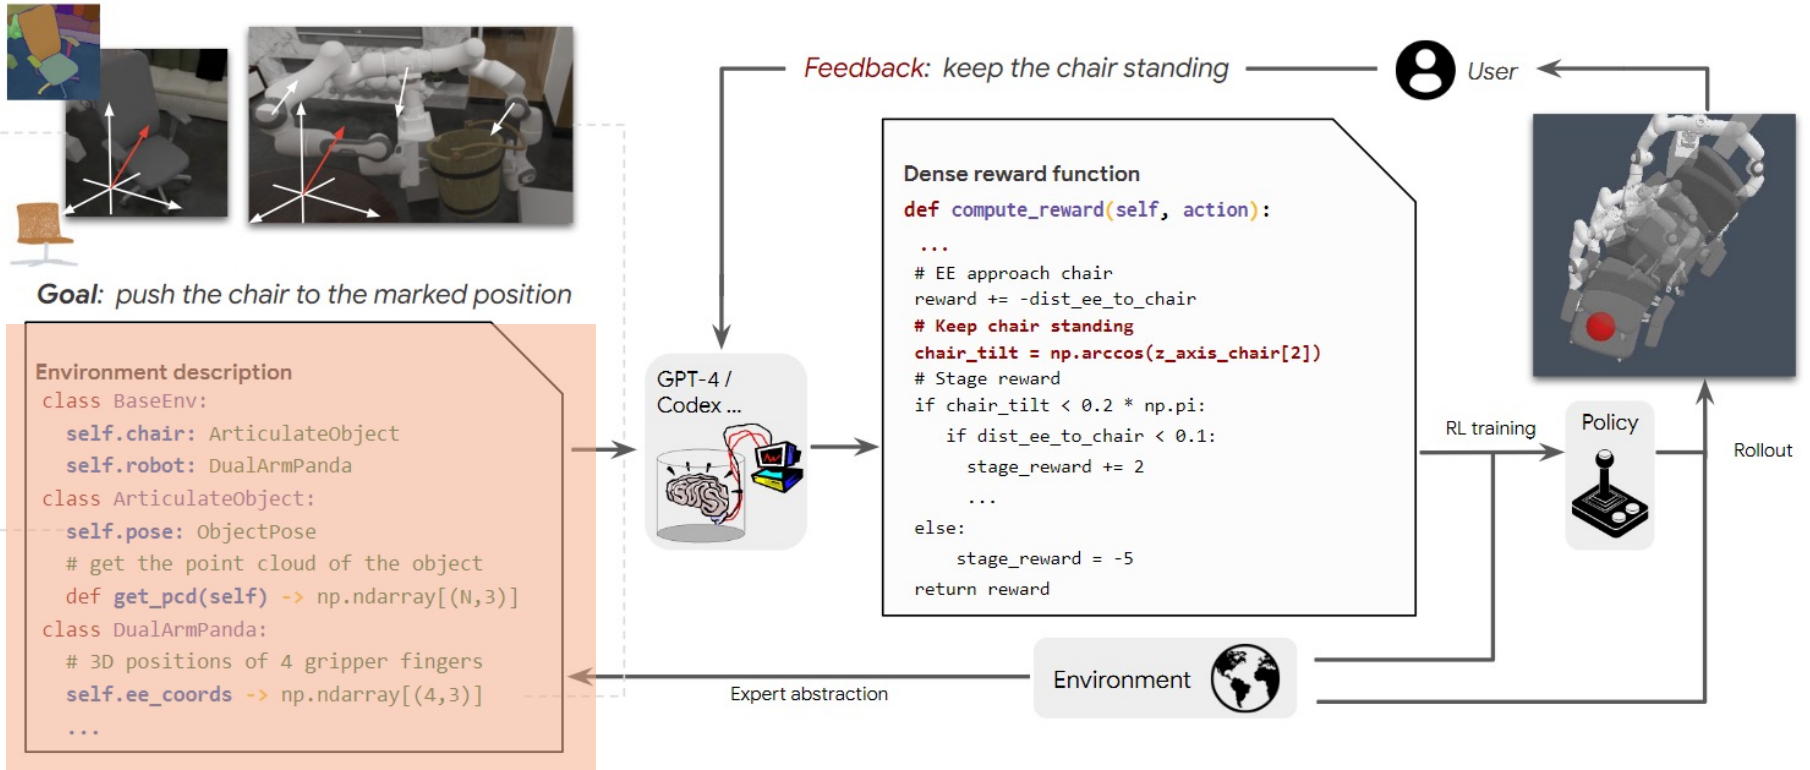 Feedback: keep the chair standing
User
Goal: push the chair to the marked position
Environment description
class BaseEnv:
self.chair: ArticulateObject
self.robot: DualArmPanda
class ArticulateObject:
self.pose: ObjectPose
# get the point cloud of the object
def get_pcd(self) -> np.ndarray[(N,3)]
class DualArmPanda:
# 3D positions of 4 gripper fingers
self.ee_coords -> np.ndarray[(4,3)]
...
GPT-4 /
Codex ...
Dense reward function
def compute_reward(self, action):
...
# EE approach chair
reward += -dist_ee_to_chair
# Keep chair standing
chair_tilt = np.arccos(z_axis_chair[2])
# Stage reward
if chair_tilt < 0.2 * np.pi:
if dist_ee_to_chair < 0.1:
stage_reward += 2
...
else:
stage_reward = -5
return reward
RL training
Policy
Rollout
Environment
Expert abstraction